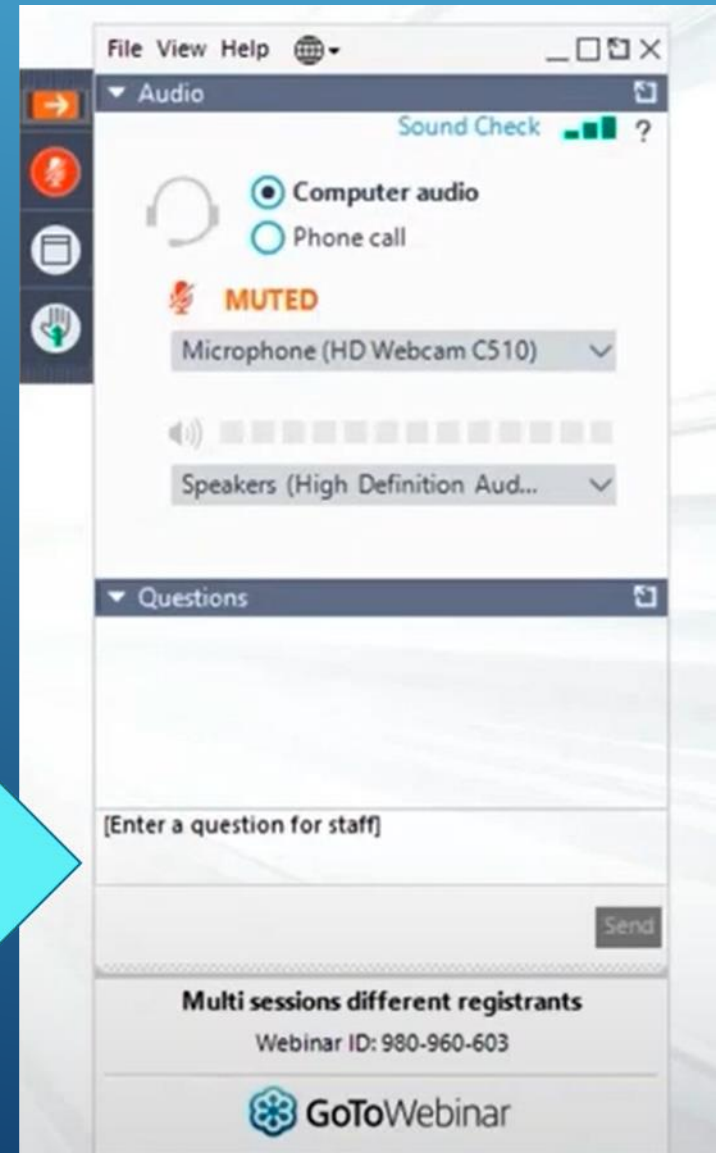 File View Help
Audio
Sound Check ?
Computer audio
Phone call
MUTED
Microphone (HD Webcam C510)
Speakers (High Definition Aud...
Questions
[Enter a question for staff]
Send
Multi sessions different registrants
Webinar ID: 980-960-603
GoToWebinar